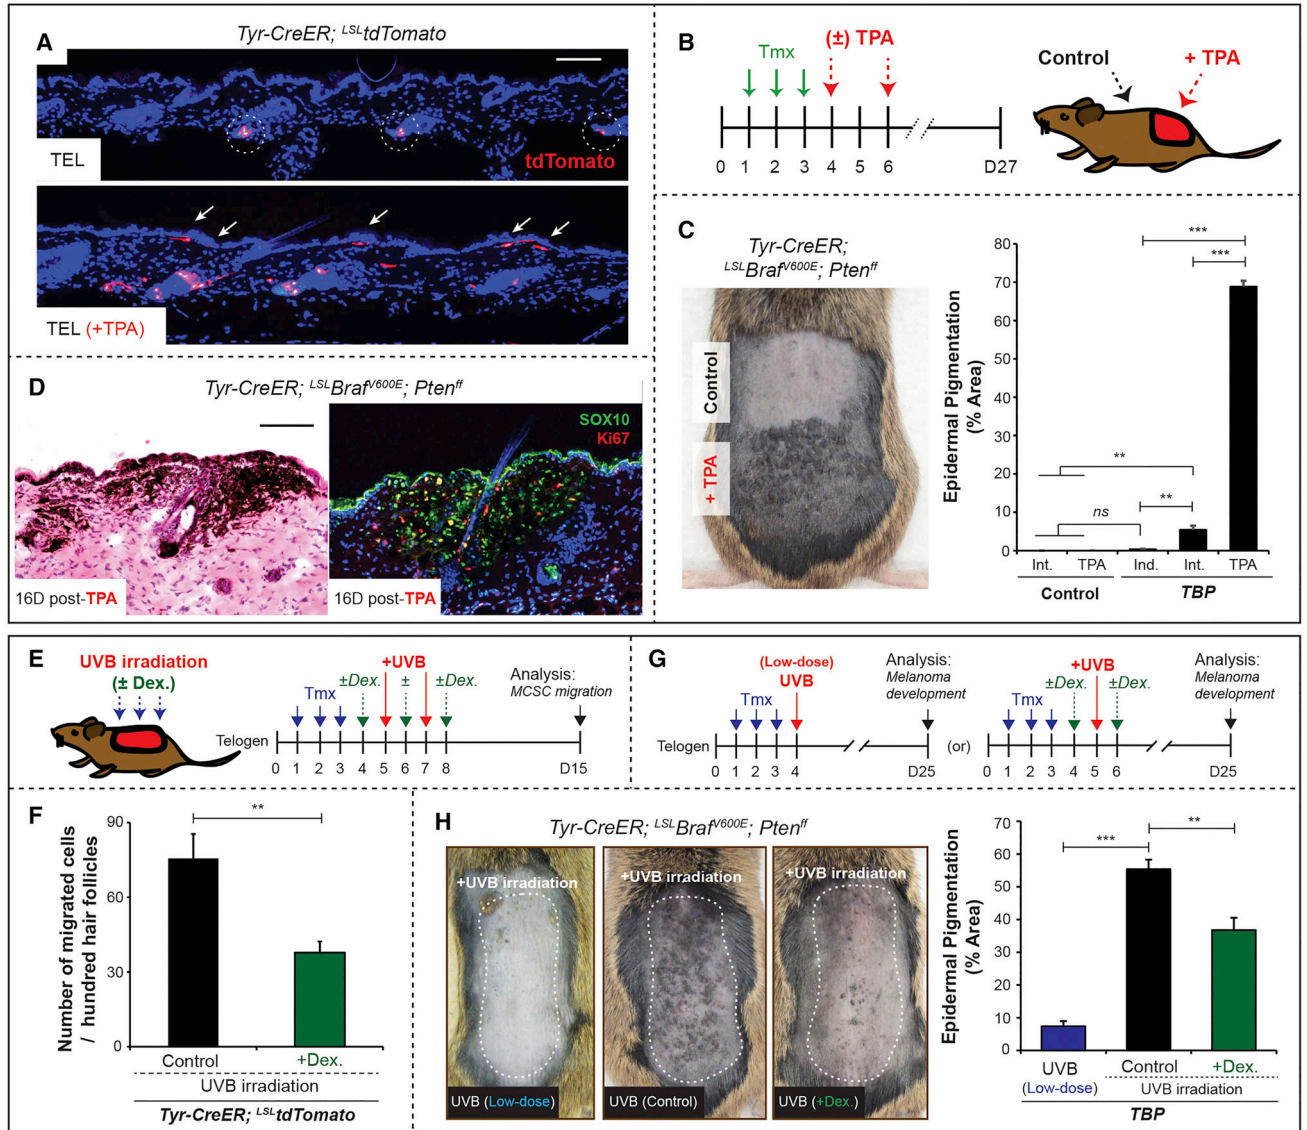 A
Tyr-CreER; LSLtdTomato
TEL
tdTomato
TEL (+TPA)
B
Tmx
(±) TPA
0 1 2 3 4 5 6 D27
Control
+ TPA
C
Tyr-CreER;
LSLBrafV600E; Ptenff
Control
+ TPA
Epidermal Pigmentation
(% Area)
80
70
60
50
40
30
20
10
0
***
***
**
**
ns
Int. TPA Ind. Int. TPA
Control TBP
D
Tyr-CreER; LSLBrafV600E; Ptenff
16D post-TPA
SOX10
Ki67
16D post-TPA
E
UVB irradiation
(± Dex.)
+UVB
±Dex. ± ±Dex.
Tmx
Analysis:
MCSC migration
Telogen
0 1 2 3 4 5 6 7 8 D15
F
Number of migrated cells
/ hundred hair follicles
90
60
30
0
**
Control +Dex.
UVB irradiation
Tyr-CreER; LSLtdTomato
G
(Low-dose)
UVB
Tmx
Analysis:
Melanoma
development
Telogen
0 1 2 3 4 D25
(or)
+UVB
±Dex. ±Dex.
Tmx
Analysis:
Melanoma
development
0 1 2 3 4 5 6 D25
H
Tyr-CreER; LSLBrafV600E; Ptenff
+UVB irradiation
UVB (Low-dose)
+UVB irradiation
UVB (Control)
+UVB irradiation
UVB (+Dex.)
Epidermal Pigmentation
(% Area)
70
60
50
40
30
20
10
0
***
**
UVB
(Low-dose)
Control +Dex.
UVB irradiation
TBP